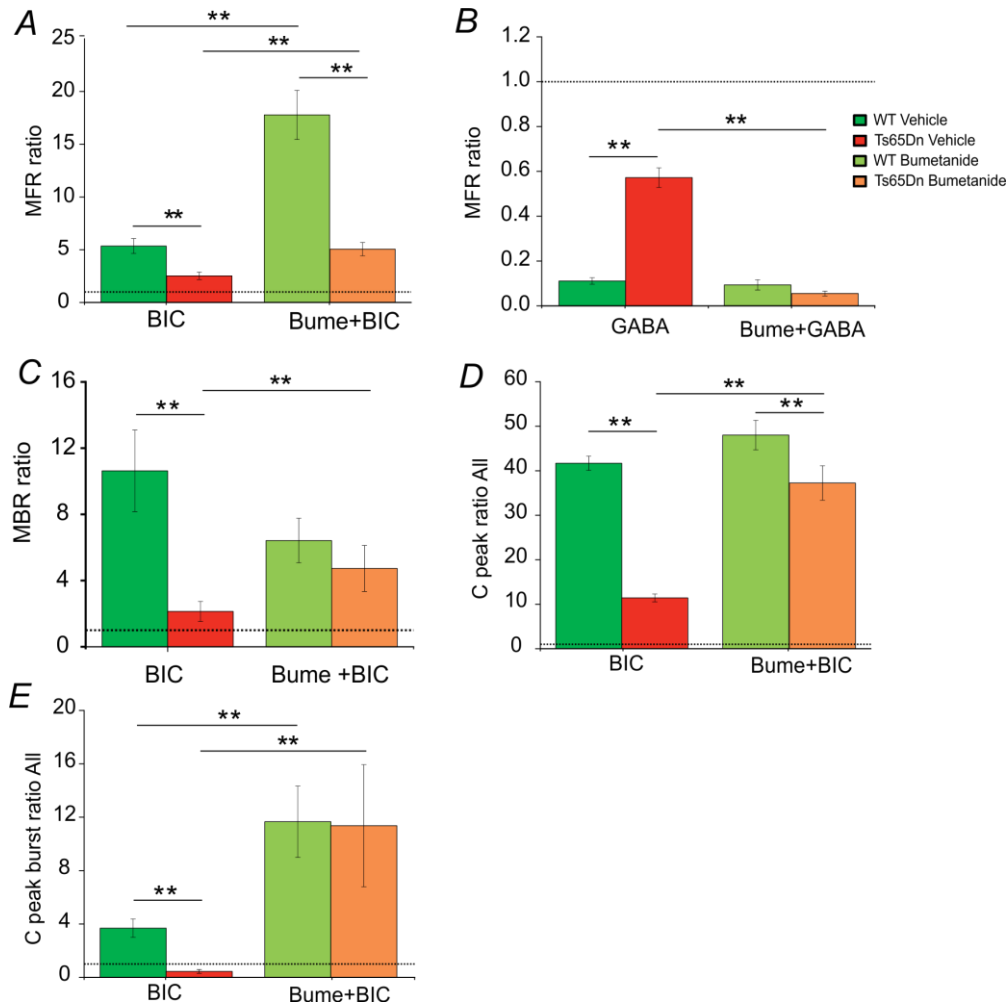 A
**
**
**
**
MFR ratio
25
20
15
10
5
0
BIC
Bume+BIC
B
**
**
MFR ratio
1.2
1.0
0.8
0.6
0.4
0.2
0.0
GABA
Bume+GABA
WT Vehicle
Ts65Dn Vehicle
WT Bumetanide
Ts65Dn Bumetanide
C
**
**
MBR ratio
16
12
8
4
0
BIC
Bume +BIC
D
**
**
**
C peak ratio All
60
50
40
30
20
10
0
BIC
Bume+BIC
E
**
**
**
C peak burst ratio All
20
16
12
8
4
0
BIC
Bume+BIC